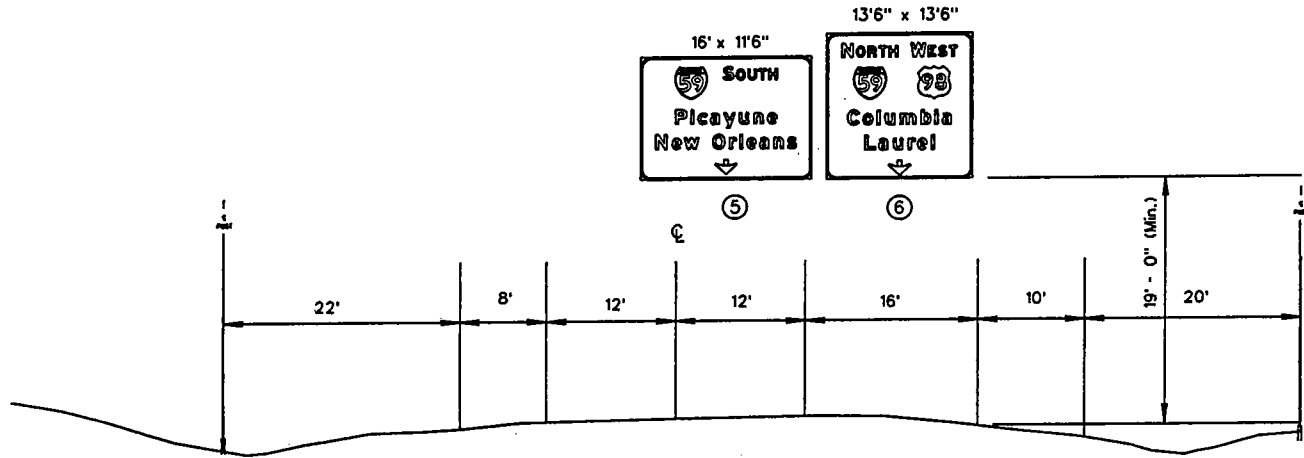 13'6" x 13'6"
16' x 11'6"
59 SOUTH
Picayune
New Orleans
NORTH WEST
59 98
Columbia
Laurel
5
6
℄
19' - 0" (Min.)
22'
8'
12'
12'
16'
10'
20'